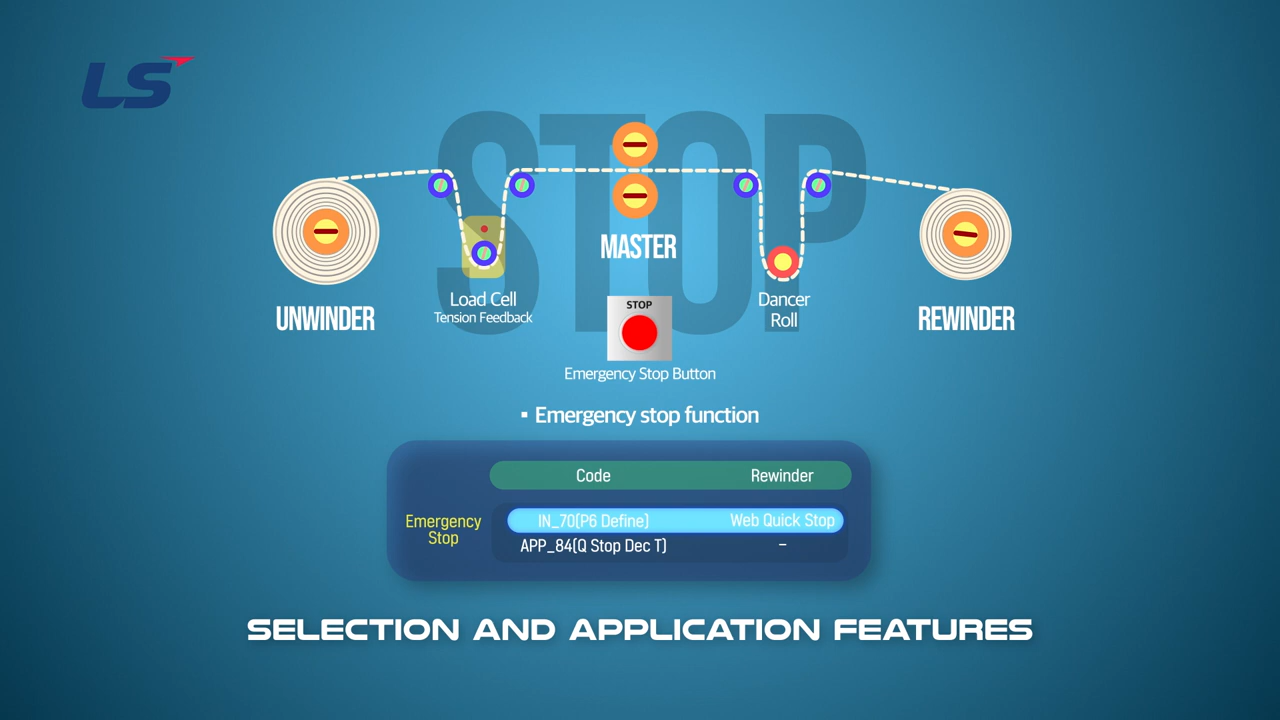 LS
STOP
MASTER
UNWINDER
Load Cell
Tension Feedback
STOP
Dancer
Roll
REWINDER
Emergency Stop Button
▪ Emergency stop function
Code Rewinder
Emergency
Stop
IN_70(P6 Define) Web Quick Stop
APP_84(Q Stop Dec T) –
SELECTION AND APPLICATION FEATURES